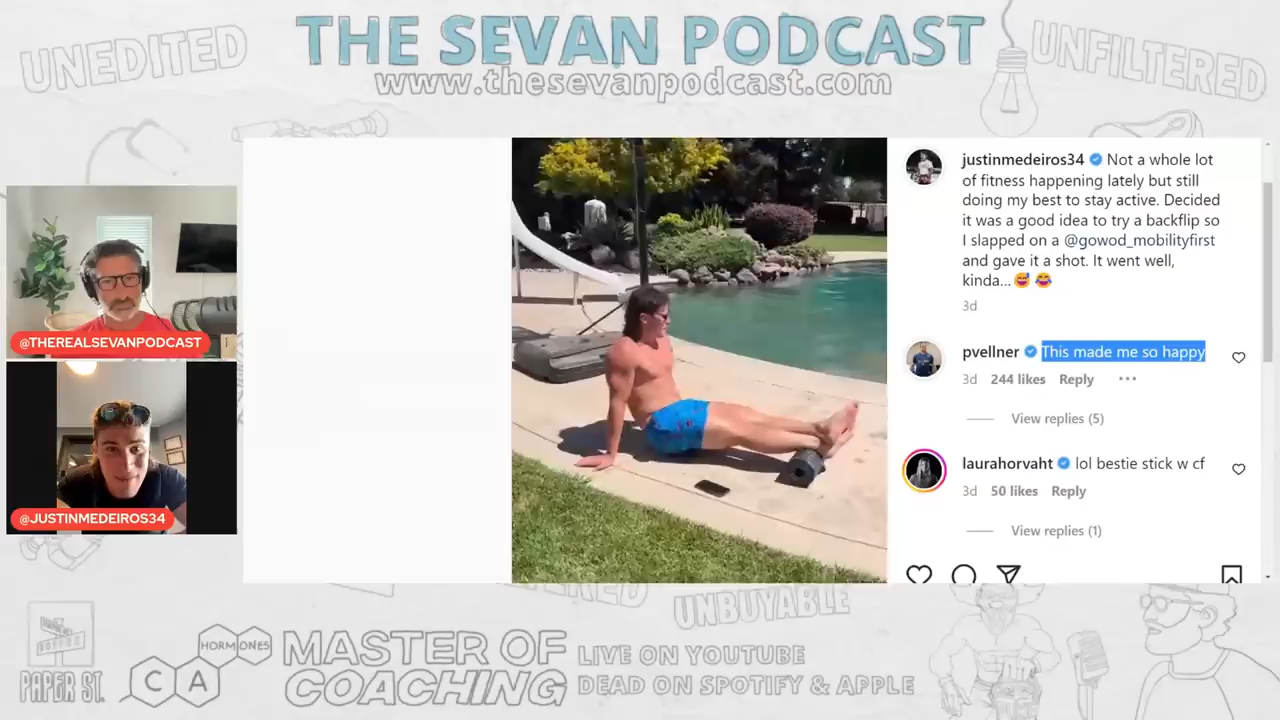 UNEDITED
THE SEVAN PODCAST
www.thesevanpodcast.com
UNFILTERED
@THEREALSEVANPODCAST
@JUSTINMEDEIROS34
justinmedeiros34 Not a whole lot
of fitness happening lately but still
doing my best to stay active. Decided
it was a good idea to try a backflip so
I slapped on a @gowod_mobilityfirst
and gave it a shot. It went well,
kinda...😅😂
3d
pvellner This made me so happy
3d 244 likes Reply ···
View replies (5)
laurahorvaht lol bestie stick w cf
3d 50 likes Reply
View replies (1)
UNBUYABLE
PAPER ST.
HORMONES
CA
MASTER OF
COACHING
LIVE ON YOUTUBE
DEAD ON SPOTIFY & APPLE